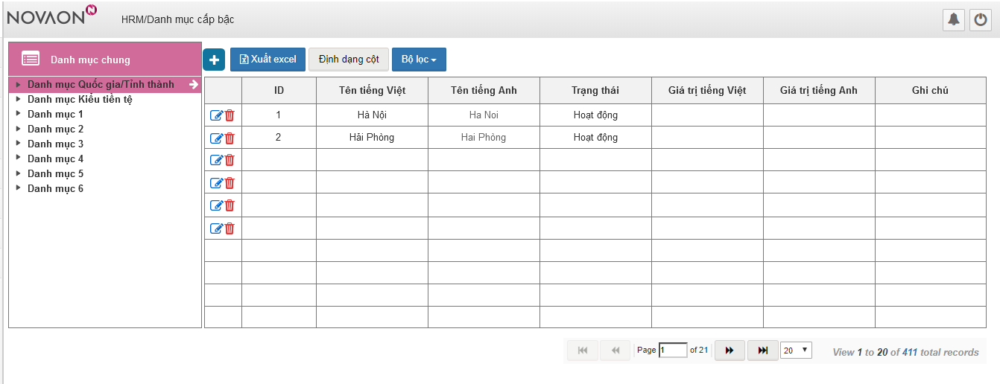 NOVAON N HRM/Danh mục cấp bậc
Danh mục chung
Xuất excel Định dạng cột Bộ lọc
Danh mục Quốc gia/Tỉnh thành
Danh mục Kiểu tiền tệ
Danh mục 1
Danh mục 2
Danh mục 3
Danh mục 4
Danh mục 5
Danh mục 6
ID Tên tiếng Việt Tên tiếng Anh Trạng thái Giá trị tiếng Việt Giá trị tiếng Anh Ghi chú
1 Hà Nội Ha Noi Hoạt động
2 Hải Phòng Hai Phòng Hoạt động
Page 1 of 21 20 View 1 to 20 of 411 total records